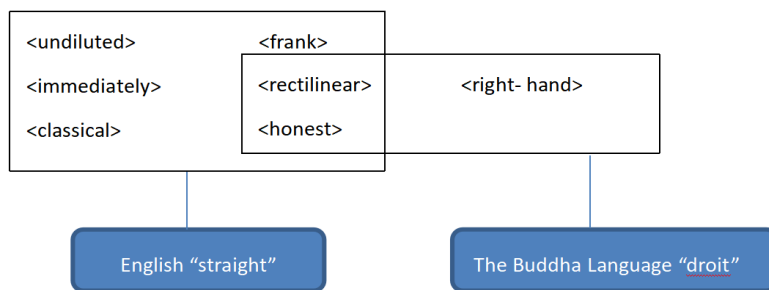 <undiluted> <frank>
<immediately> <rectilinear> <right- hand>
<classical> <honest>
English “straight” The Buddha Language “droit”